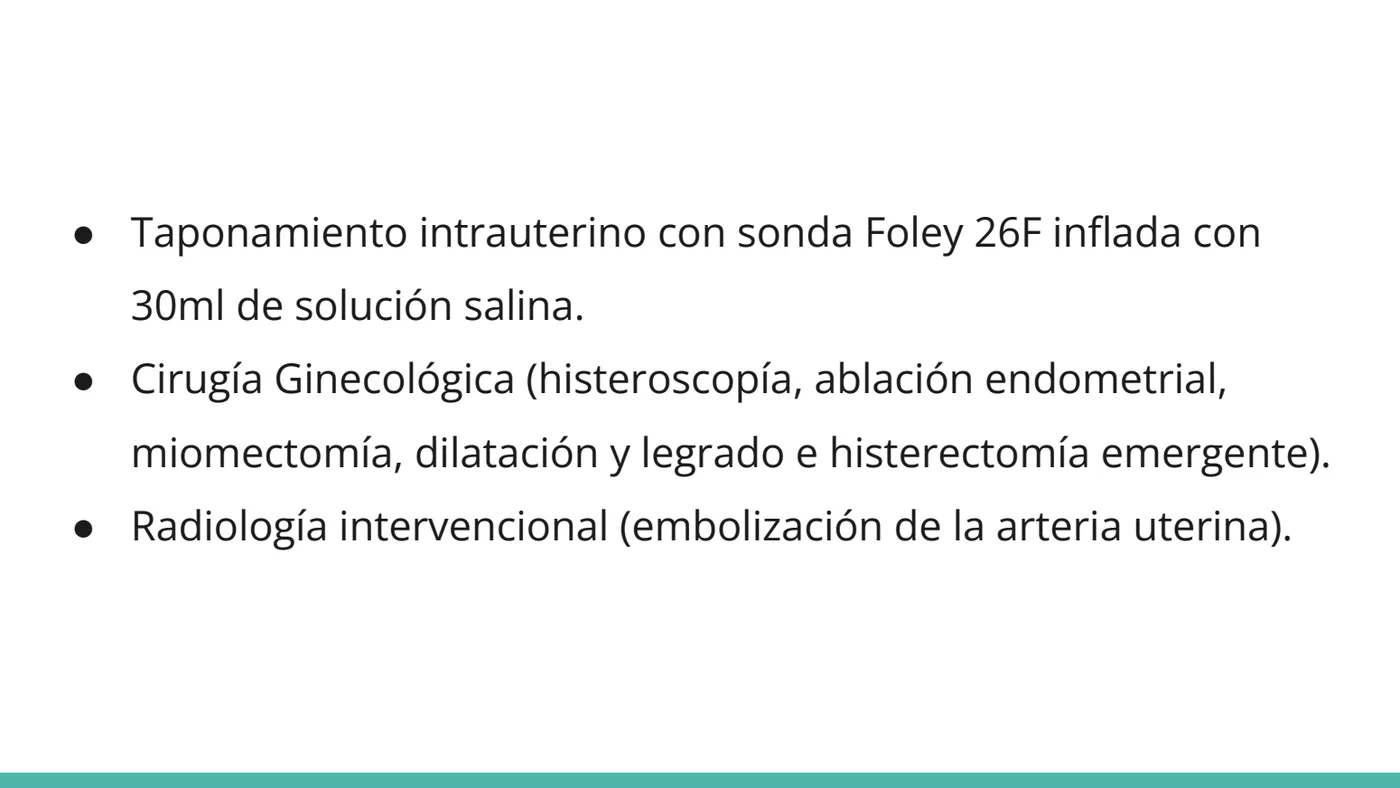 ● Taponamiento intrauterino con sonda Foley 26F inflada con
30ml de solución salina.
● Cirugía Ginecológica (histeroscopía, ablación endometrial,
miomectomía, dilatación y legrado e histerectomía emergente).
● Radiología intervencional (embolización de la arteria uterina).